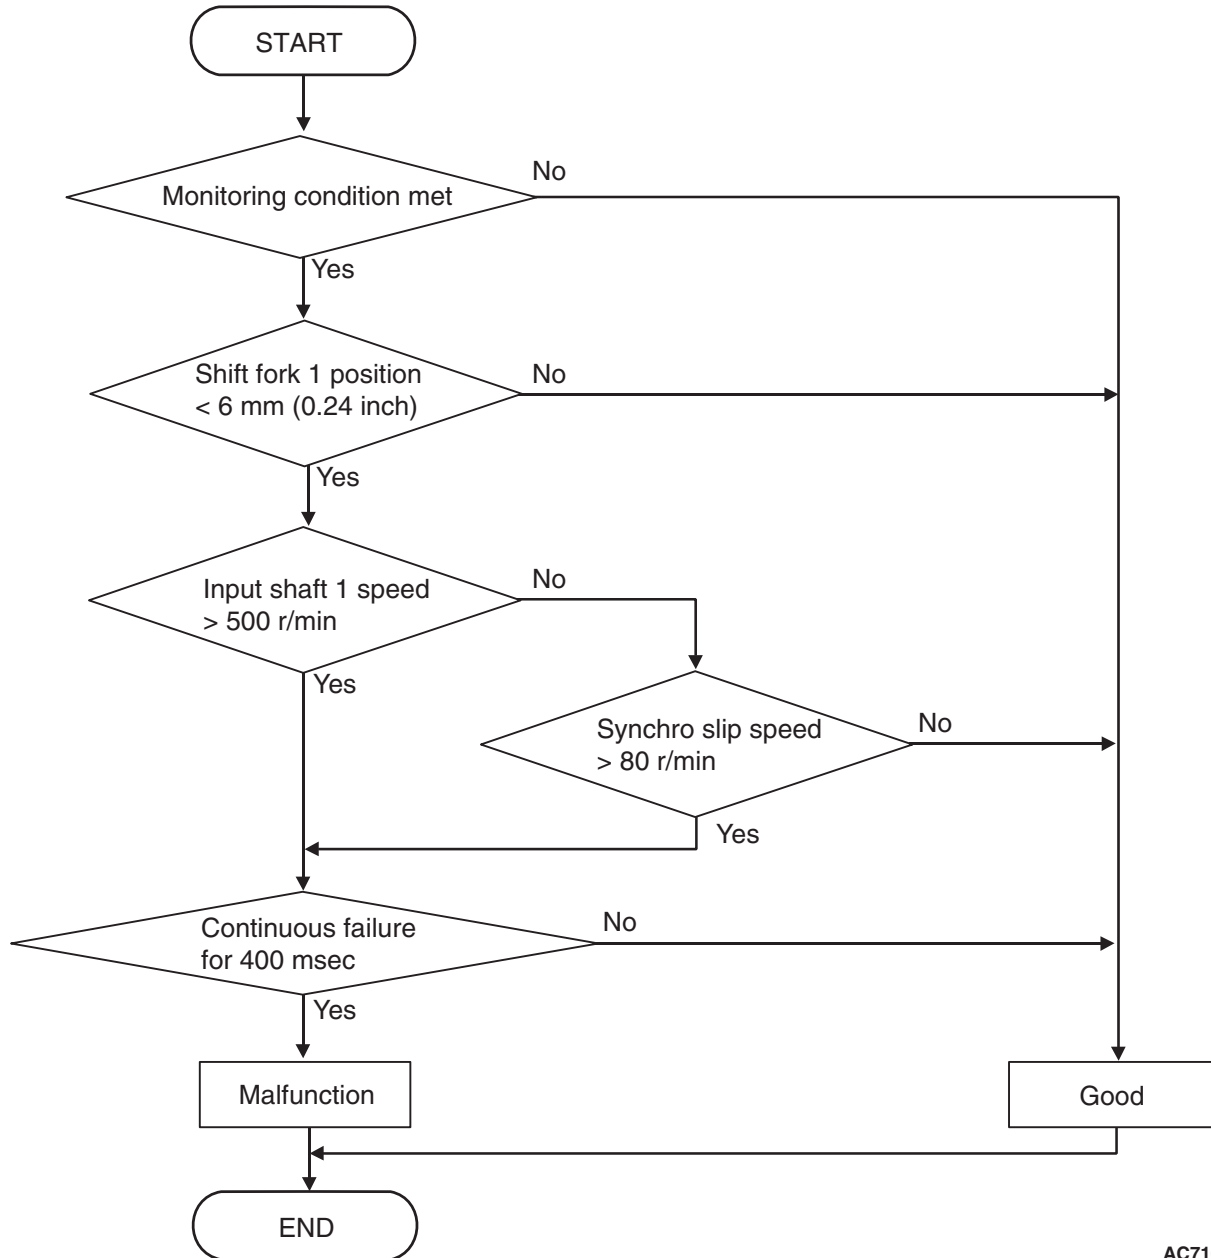 START
Monitoring condition met
No
Yes
Shift fork 1 position
< 6 mm (0.24 inch)
No
Yes
Input shaft 1 speed
> 500 r/min
No
Yes
Synchro slip speed
> 80 r/min
No
Yes
Continuous failure
for 400 msec
No
Yes
Malfunction
Good
END
AC71